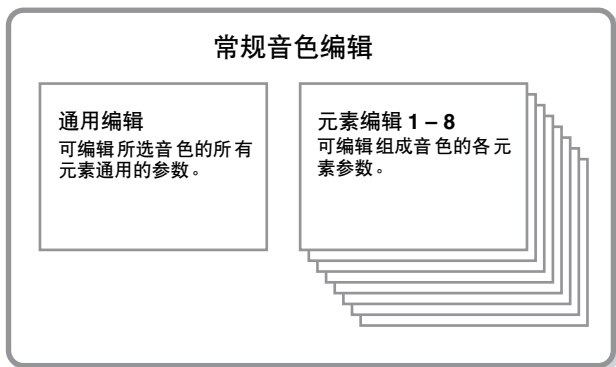 常规音色编辑
通用编辑
可编辑所选音色的所有
元素通用的参数。
元素编辑 1 – 8
可编辑组成音色的各元
素参数。